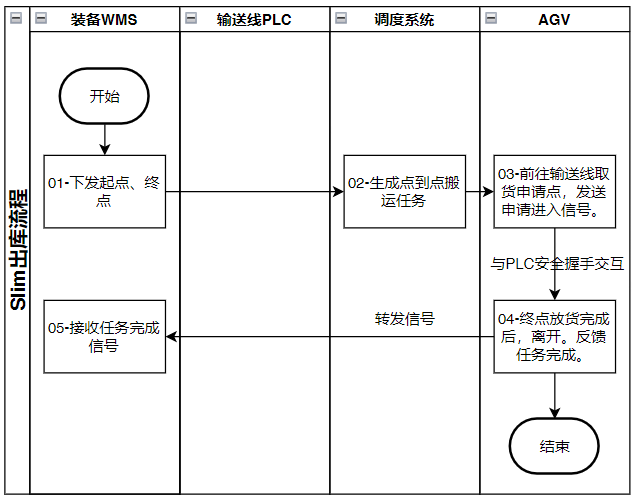 装备WMS
输送线PLC
调度系统
AGV
Slim出库流程
开始
01-下发起点、终
点
02-生成点到点搬
运任务
03-前往输送线取
货申请点，发送
申请进入信号。
与PLC安全握手交互
04-终点放货完成
后，离开。反馈
任务完成。
转发信号
05-接收任务完成
信号
结束